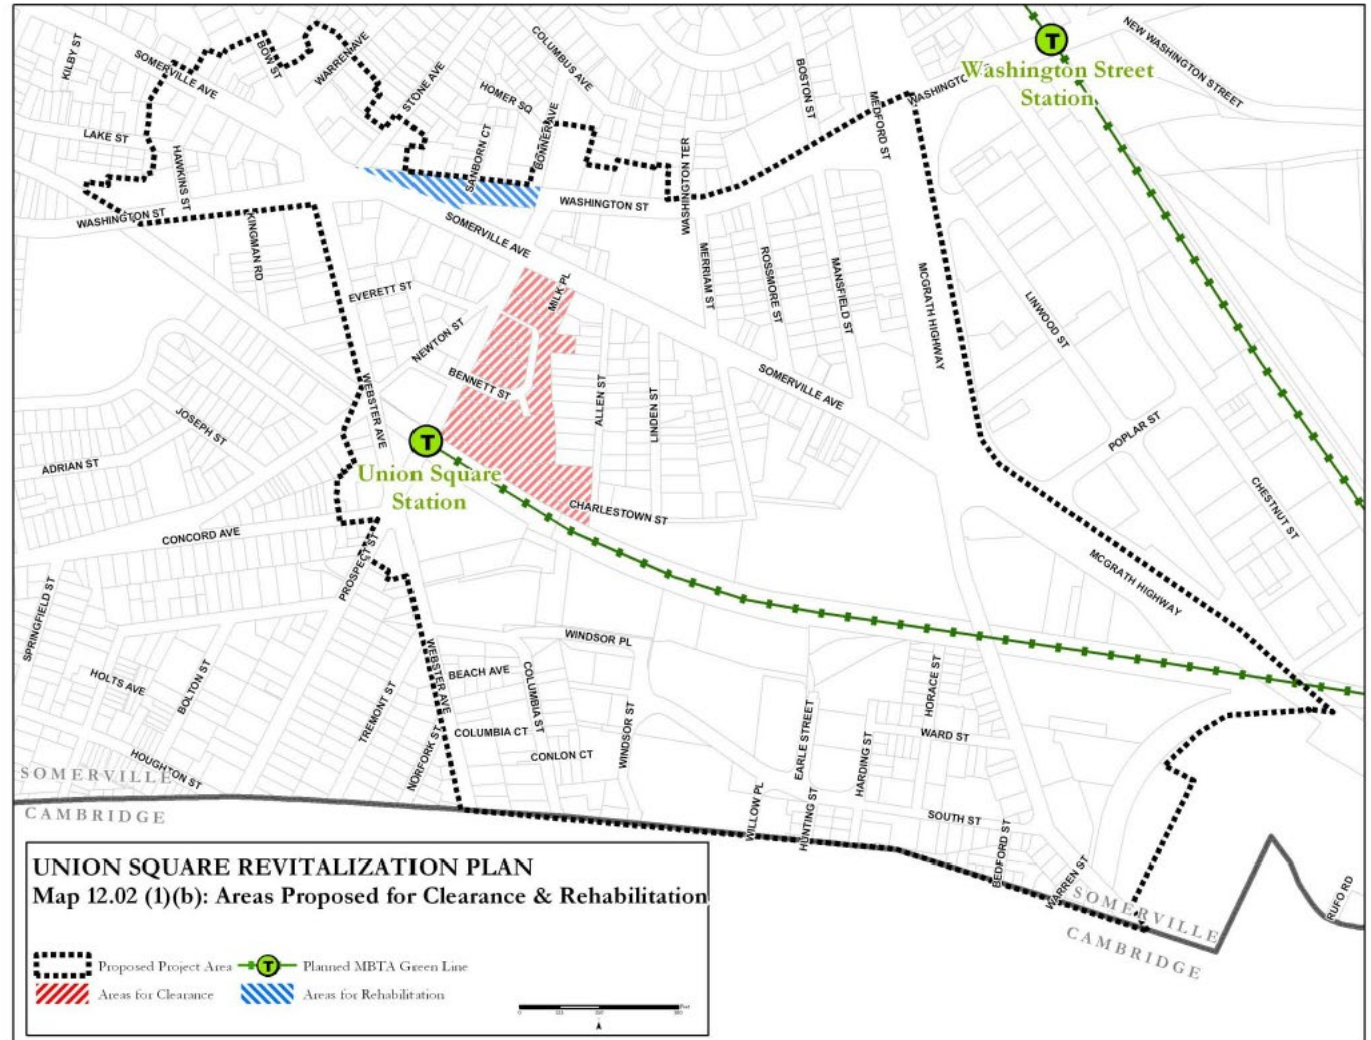 KILBY ST
SOMERVILLE AVE
BOW ST
WARREN AVE
STONE AVE
COLUMBUS AVE
HOMER SQ
BOSTON ST
MEDFORD ST
WASHINGTON
T
Washington Street
Station
NEW WASHINGTON STREET
LAKE ST
HAWKINS ST
SANBORN CT
BONNER AVE
WASHINGTON TER
WASHINGTON ST
KINGMAN RD
WASHINGTON ST
SOMERVILLE AVE
MERRIAM ST
ROSSMORE ST
MANSFIELD ST
MCGRATH HIGHWAY
LINWOOD ST
EVERETT ST
MILK PL
NEWTON ST
BENNETT ST
ALLEN ST
LINDEN ST
SOMERVILLE AVE
WEBSTER AVE
JOSEPH ST
ADRIAN ST
T
Union Square
Station
POPLAR ST
CHESTNUT ST
CHARLESTOWN ST
CONCORD AVE
PROSPECT ST
MCGRATH HIGHWAY
SPRINGFIELD ST
HOLTS AVE
BOLTON ST
TREMONT ST
WEBSTER AVE
WINDSOR PL
BEACH AVE
COLUMBIA ST
COLUMBIA CT
CONLON CT
WINDSOR ST
HORACE ST
WARD ST
EARLE STREET
HARDING ST
NORFORK ST
HOUGHTON ST
SOMERVILLE
CAMBRIDGE
WILLOW PL
HUNTING ST
SOUTH ST
BEDFORD ST
WARREN ST
SOMERVILLE
CAMBRIDGE
RUFO RD
UNION SQUARE REVITALIZATION PLAN
Map 12.02 (1)(b): Areas Proposed for Clearance & Rehabilitation
Proposed Project Area
T
Planned MBTA Green Line
Areas for Clearance
Areas for Rehabilitation